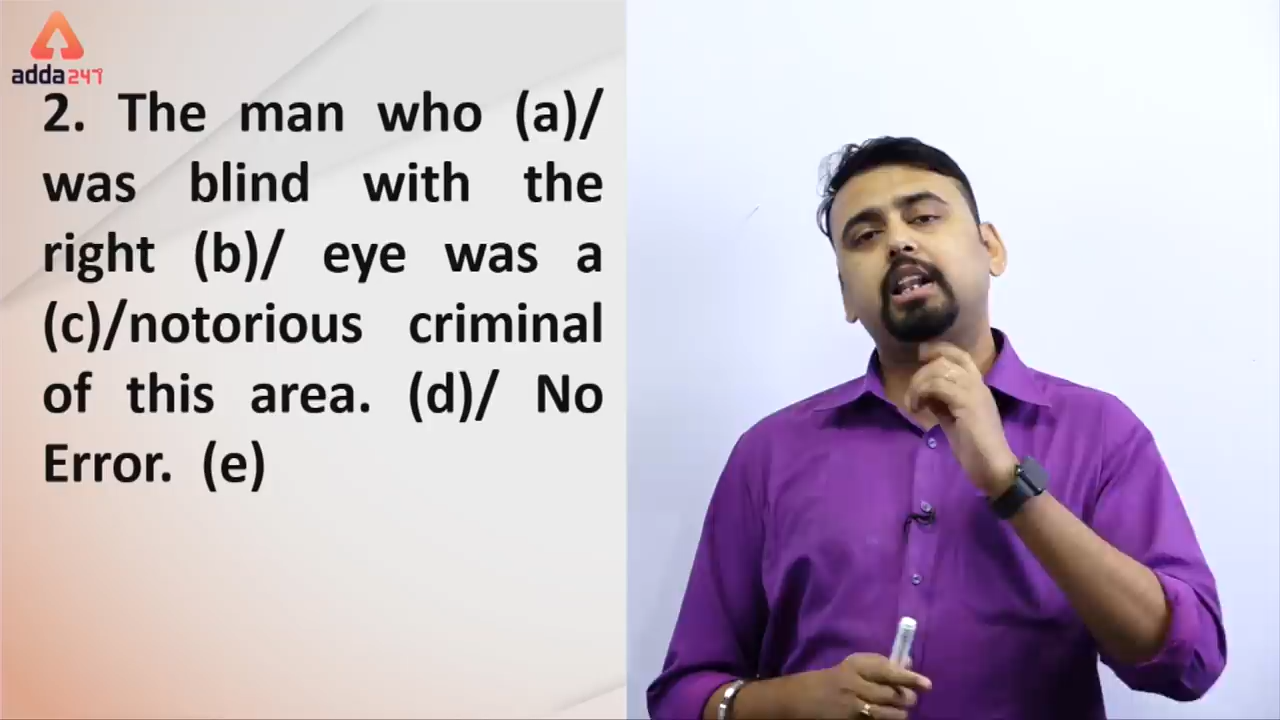 adda247
2. The man who (a)/
was blind with the
right (b)/ eye was a
(c)/notorious criminal
of this area. (d)/ No
Error. (e)